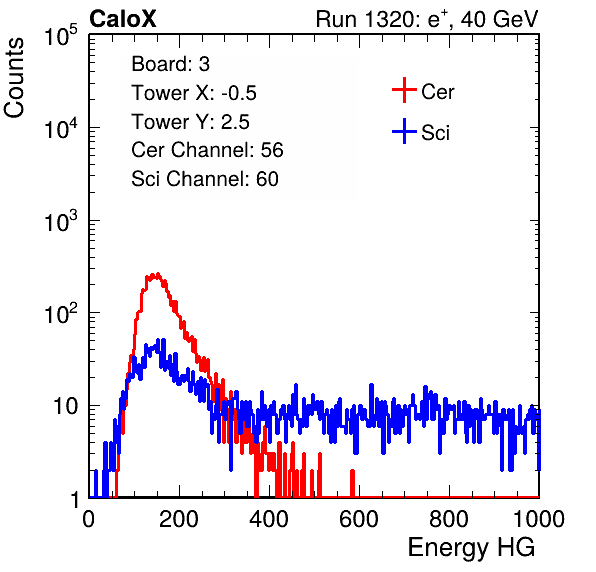 CaloX Run 1320: e⁺, 40 GeV
Counts
10⁵
10⁴
10³
10²
10
1
Board: 3
Tower X: -0.5
Tower Y: 2.5
Cer Channel: 56
Sci Channel: 60
Cer
Sci
0 200 400 600 800 1000
Energy HG